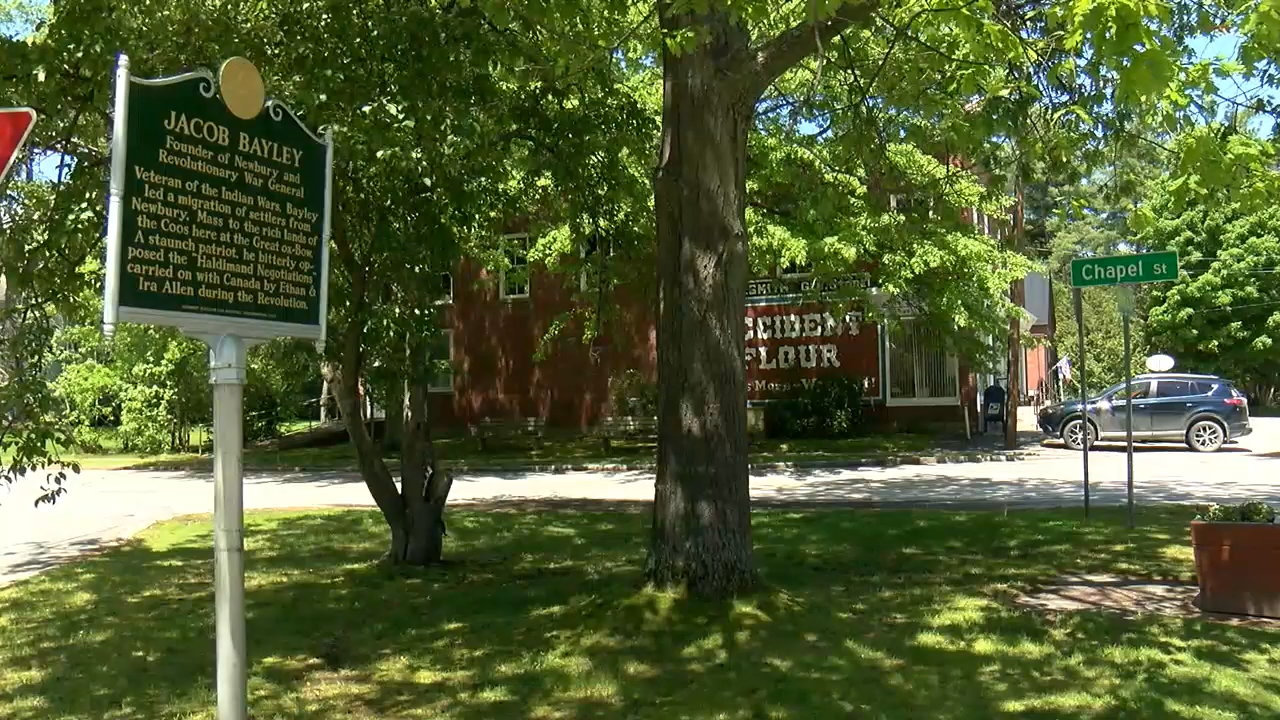 JACOB BAYLEY
Founder of Newbury and
Revolutionary War General
Veteran of the Indian Wars, Bayley
led a migration of settlers from
Newbury, Mass to the rich lands of
the Coos here at the Great ox-Bow.
A staunch patriot, he bitterly op-
posed the "Haldimand Negotiations"
carried on with Canada by Ethan &
Ira Allen during the Revolution.
CCIDENT
FLOUR
Chapel St